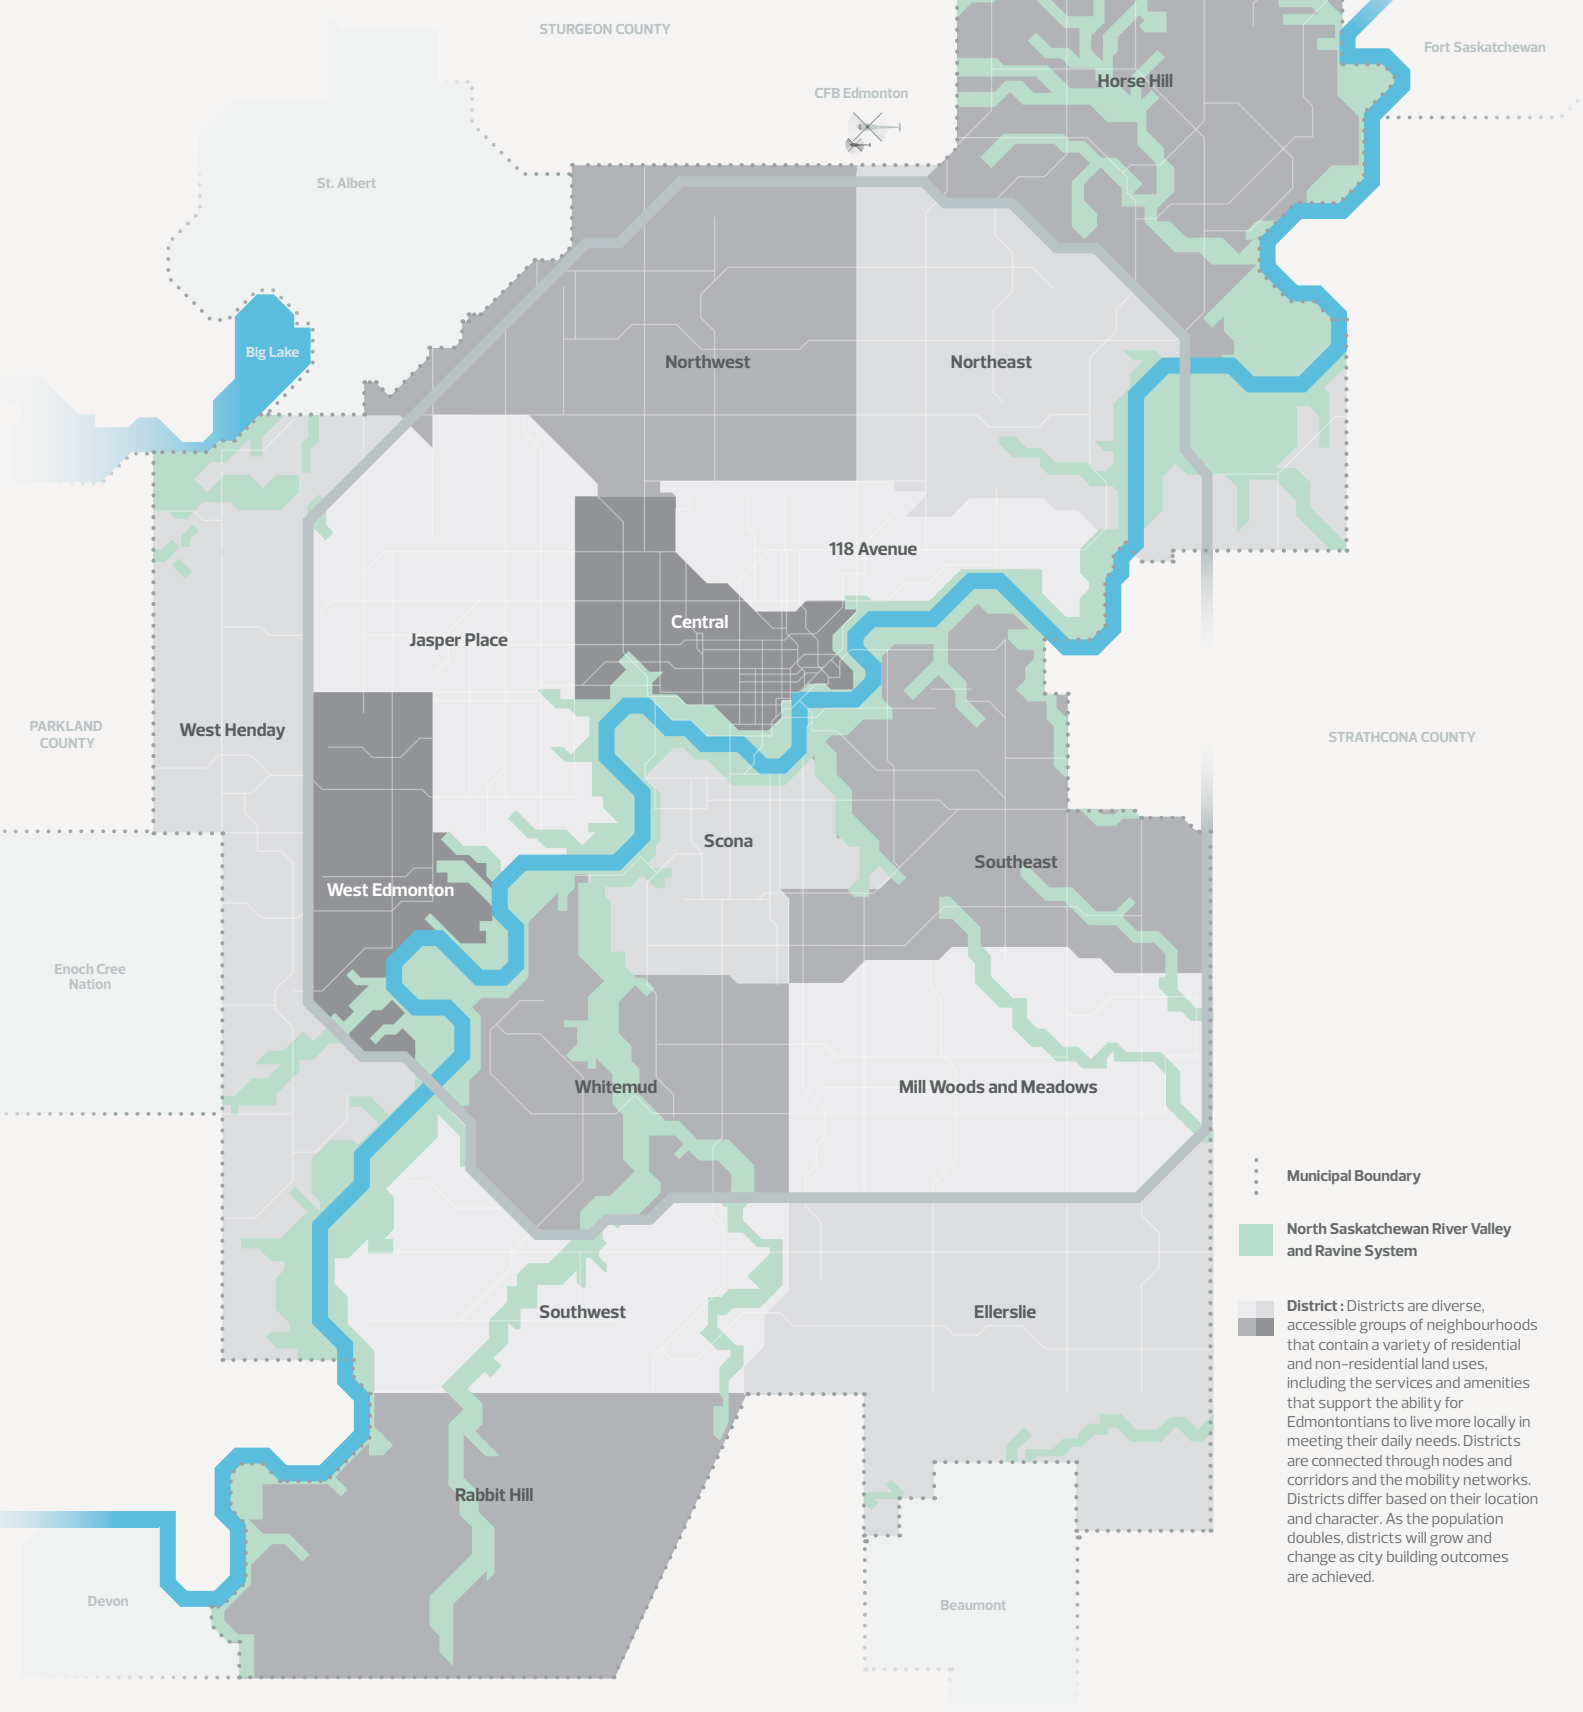 STURGEON COUNTY
Fort Saskatchewan
Horse Hill
CFB Edmonton
St. Albert
Big Lake
Northwest
Northeast
118 Avenue
Central
Jasper Place
PARKLAND
COUNTY
West Henday
STRATHCONA COUNTY
Scona
Southeast
West Edmonton
Enoch Cree
Nation
Whitemud
Mill Woods and Meadows
Southwest
Ellerslie
Rabbit Hill
Devon
Beaumont
Municipal Boundary
North Saskatchewan River Valley
and Ravine System
District : Districts are diverse,
accessible groups of neighbourhoods
that contain a variety of residential
and non-residential land uses,
including the services and amenities
that support the ability for
Edmontontians to live more locally in
meeting their daily needs. Districts
are connected through nodes and
corridors and the mobility networks.
Districts differ based on their location
and character. As the population
doubles, districts will grow and
change as city building outcomes
are achieved.